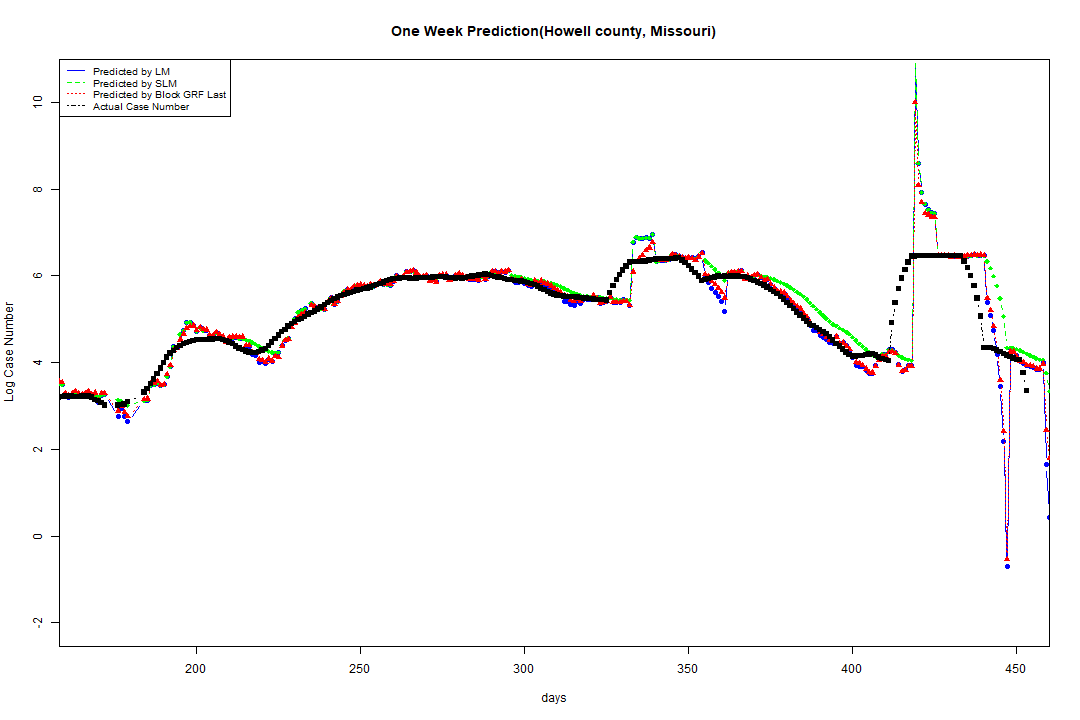 One Week Prediction(Howell county, Missouri)
Predicted by LM
Predicted by SLM
Predicted by Block GRF Last
Actual Case Number
Log Case Number
10
8
6
4
2
0
-2
200 250 300 350 400 450
days